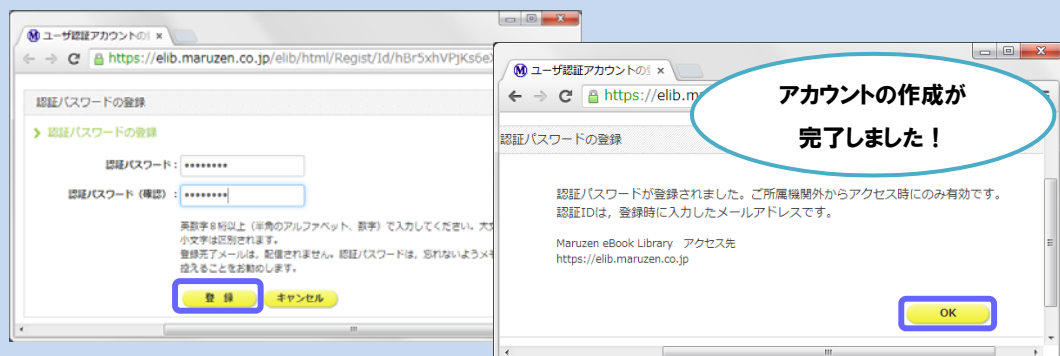 ユーザ認証アカウントの
https://elib.maruzen.co.jp/elib/html/Regist/Id/hBr5xhVPjKs6e
認証パスワードの登録
認証パスワードの登録
認証パスワード：********
認証パスワード（確認）：********
英数字８桁以上（半角のアルファベット、数字）で入力してください。大
小文字は区別されます。
登録完了メールは、配信されません。認証パスワードは、忘れないようメモ
控えることをお勧めします。
登 録
キャンセル
ユーザ認証アカウントの
https://elib.m
アカウントの作成が
完了しました！
認証パスワードの登録
認証パスワードが登録されました。ご所属機関外からアクセス時にのみ有効です。
認証IDは，登録時に入力したメールアドレスです。
Maruzen eBook Library　アクセス先
https://elib.maruzen.co.jp
OK